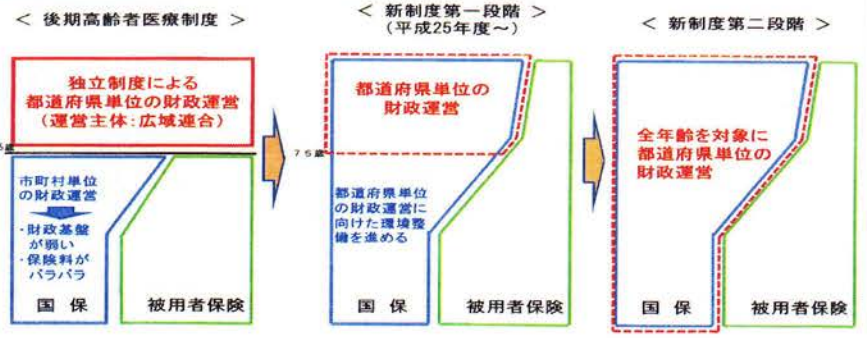 ＜ 後期高齢者医療制度 ＞
独立制度による
都道府県単位の財政運営
(運営主体:広域連合)
5歳
市町村単位
の財政運営
・財政基盤
が弱い
・保険料が
バラバラ
国 保
被用者保険
＜ 新制度第一段階 ＞
(平成25年度～)
都道府県単位の
財政運営
75歳
都道府県単位
の財政運営に
向けた環境整
備を進める
国 保
被用者保険
＜ 新制度第二段階 ＞
全年齢を対象に
都道府県単位の
財政運営
国 保
被用者保険